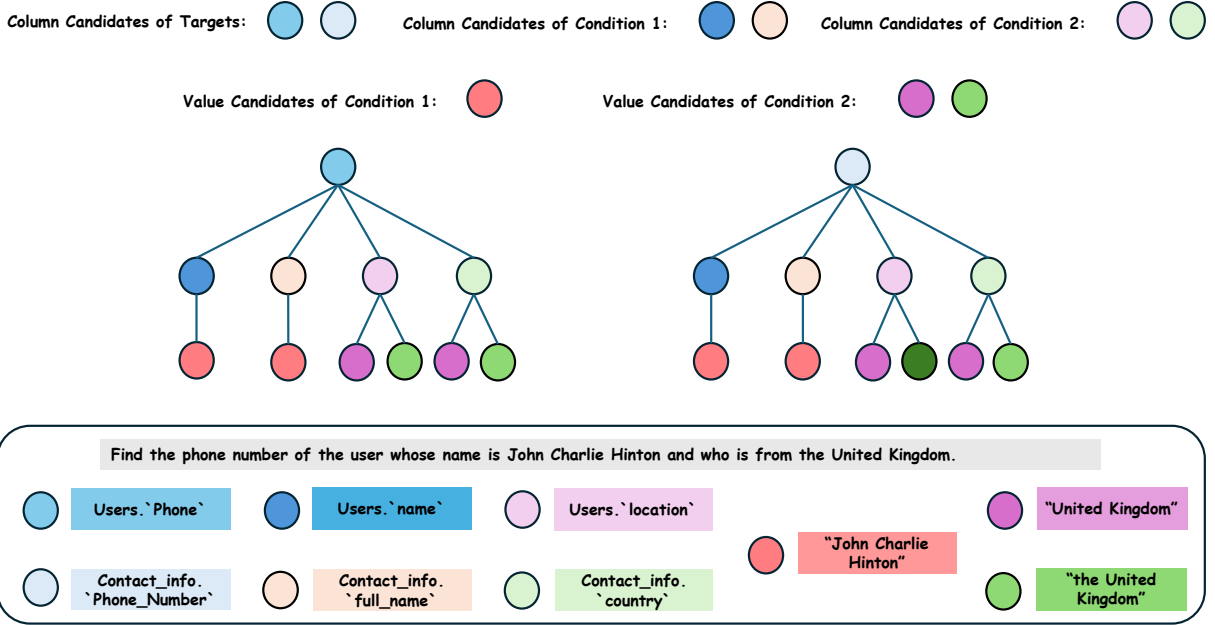 Column Candidates of Targets:
Column Candidates of Condition 1:
Column Candidates of Condition 2:
Value Candidates of Condition 1:
Value Candidates of Condition 2:
Find the phone number of the user whose name is John Charlie Hinton and who is from the United Kingdom.
Users.`Phone`
Users.`name`
Users.`location`
“United Kingdom”
“John Charlie
Hinton”
Contact_info.
`Phone_Number`
Contact_info.
`full_name`
Contact_info.
`country`
“the United
Kingdom”